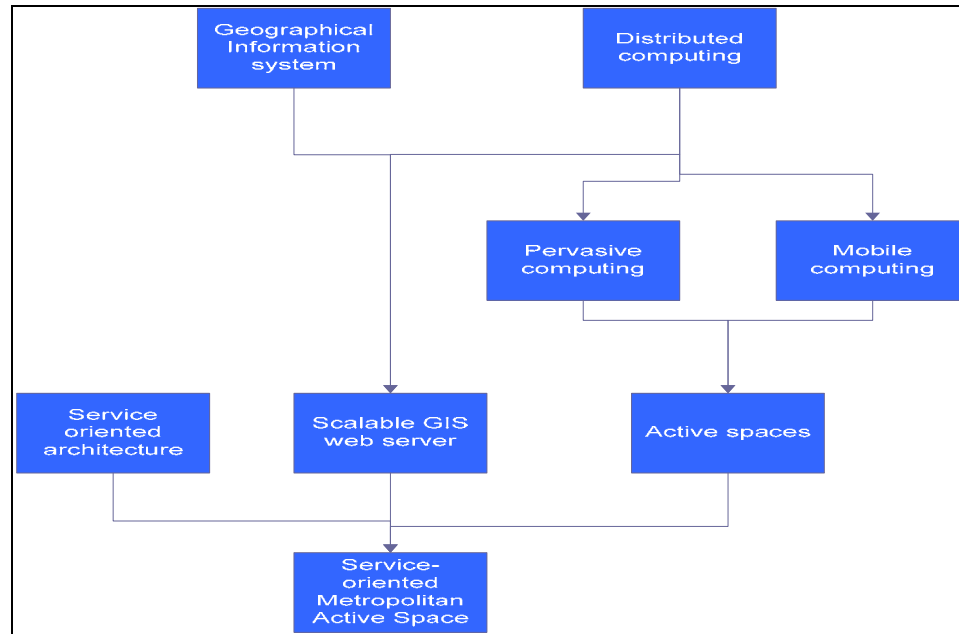 Geographical
Information
system
Distributed
computing
Pervasive
computing
Mobile
computing
Service
oriented
architecture
Scalable GIS
web server
Active spaces
Service-
oriented
Metropolitan
Active Space